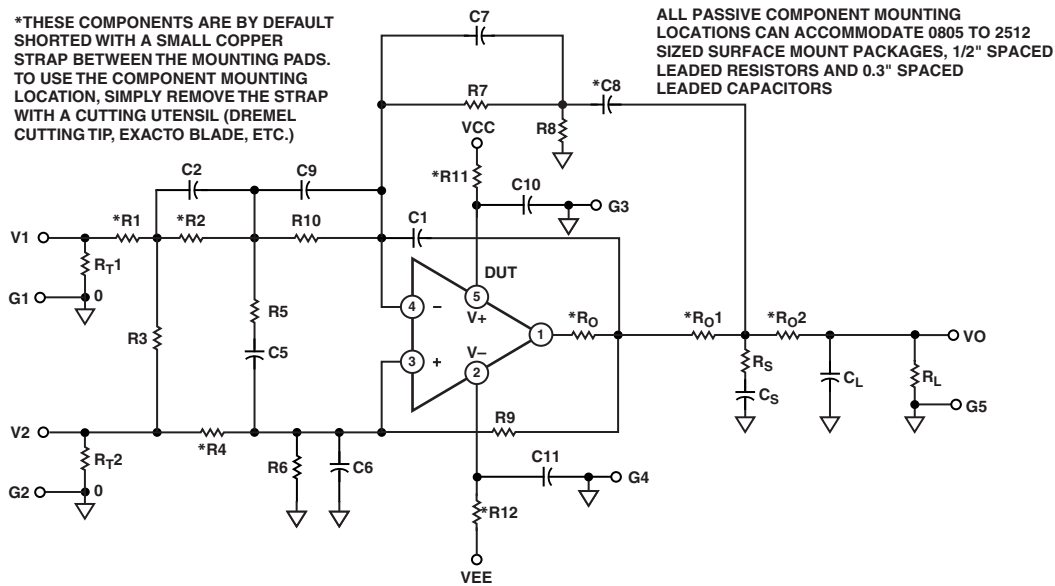 *THESE COMPONENTS ARE BY DEFAULT
SHORTED WITH A SMALL COPPER
STRAP BETWEEN THE MOUNTING PADS.
TO USE THE COMPONENT MOUNTING
LOCATION, SIMPLY REMOVE THE STRAP
WITH A CUTTING UTENSIL (DREMEL
CUTTING TIP, EXACTO BLADE, ETC.)
ALL PASSIVE COMPONENT MOUNTING
LOCATIONS CAN ACCOMMODATE 0805 TO 2512
SIZED SURFACE MOUNT PACKAGES, 1/2" SPACED
LEADED RESISTORS AND 0.3" SPACED
LEADED CAPACITORS
C7
R7
*C8
R8
VCC
*R11
C10
G3
C2
C9
*R1
*R2
R10
C1
V1
RT1
G1
0
R3
R5
C5
DUT
5
V+
4
–
3
+
V–
2
1
*RO
*RO1
*RO2
VO
RS
CS
CL
RL
G5
V2
RT2
G2
0
*R4
R6
C6
R9
C11
G4
*R12
VEE